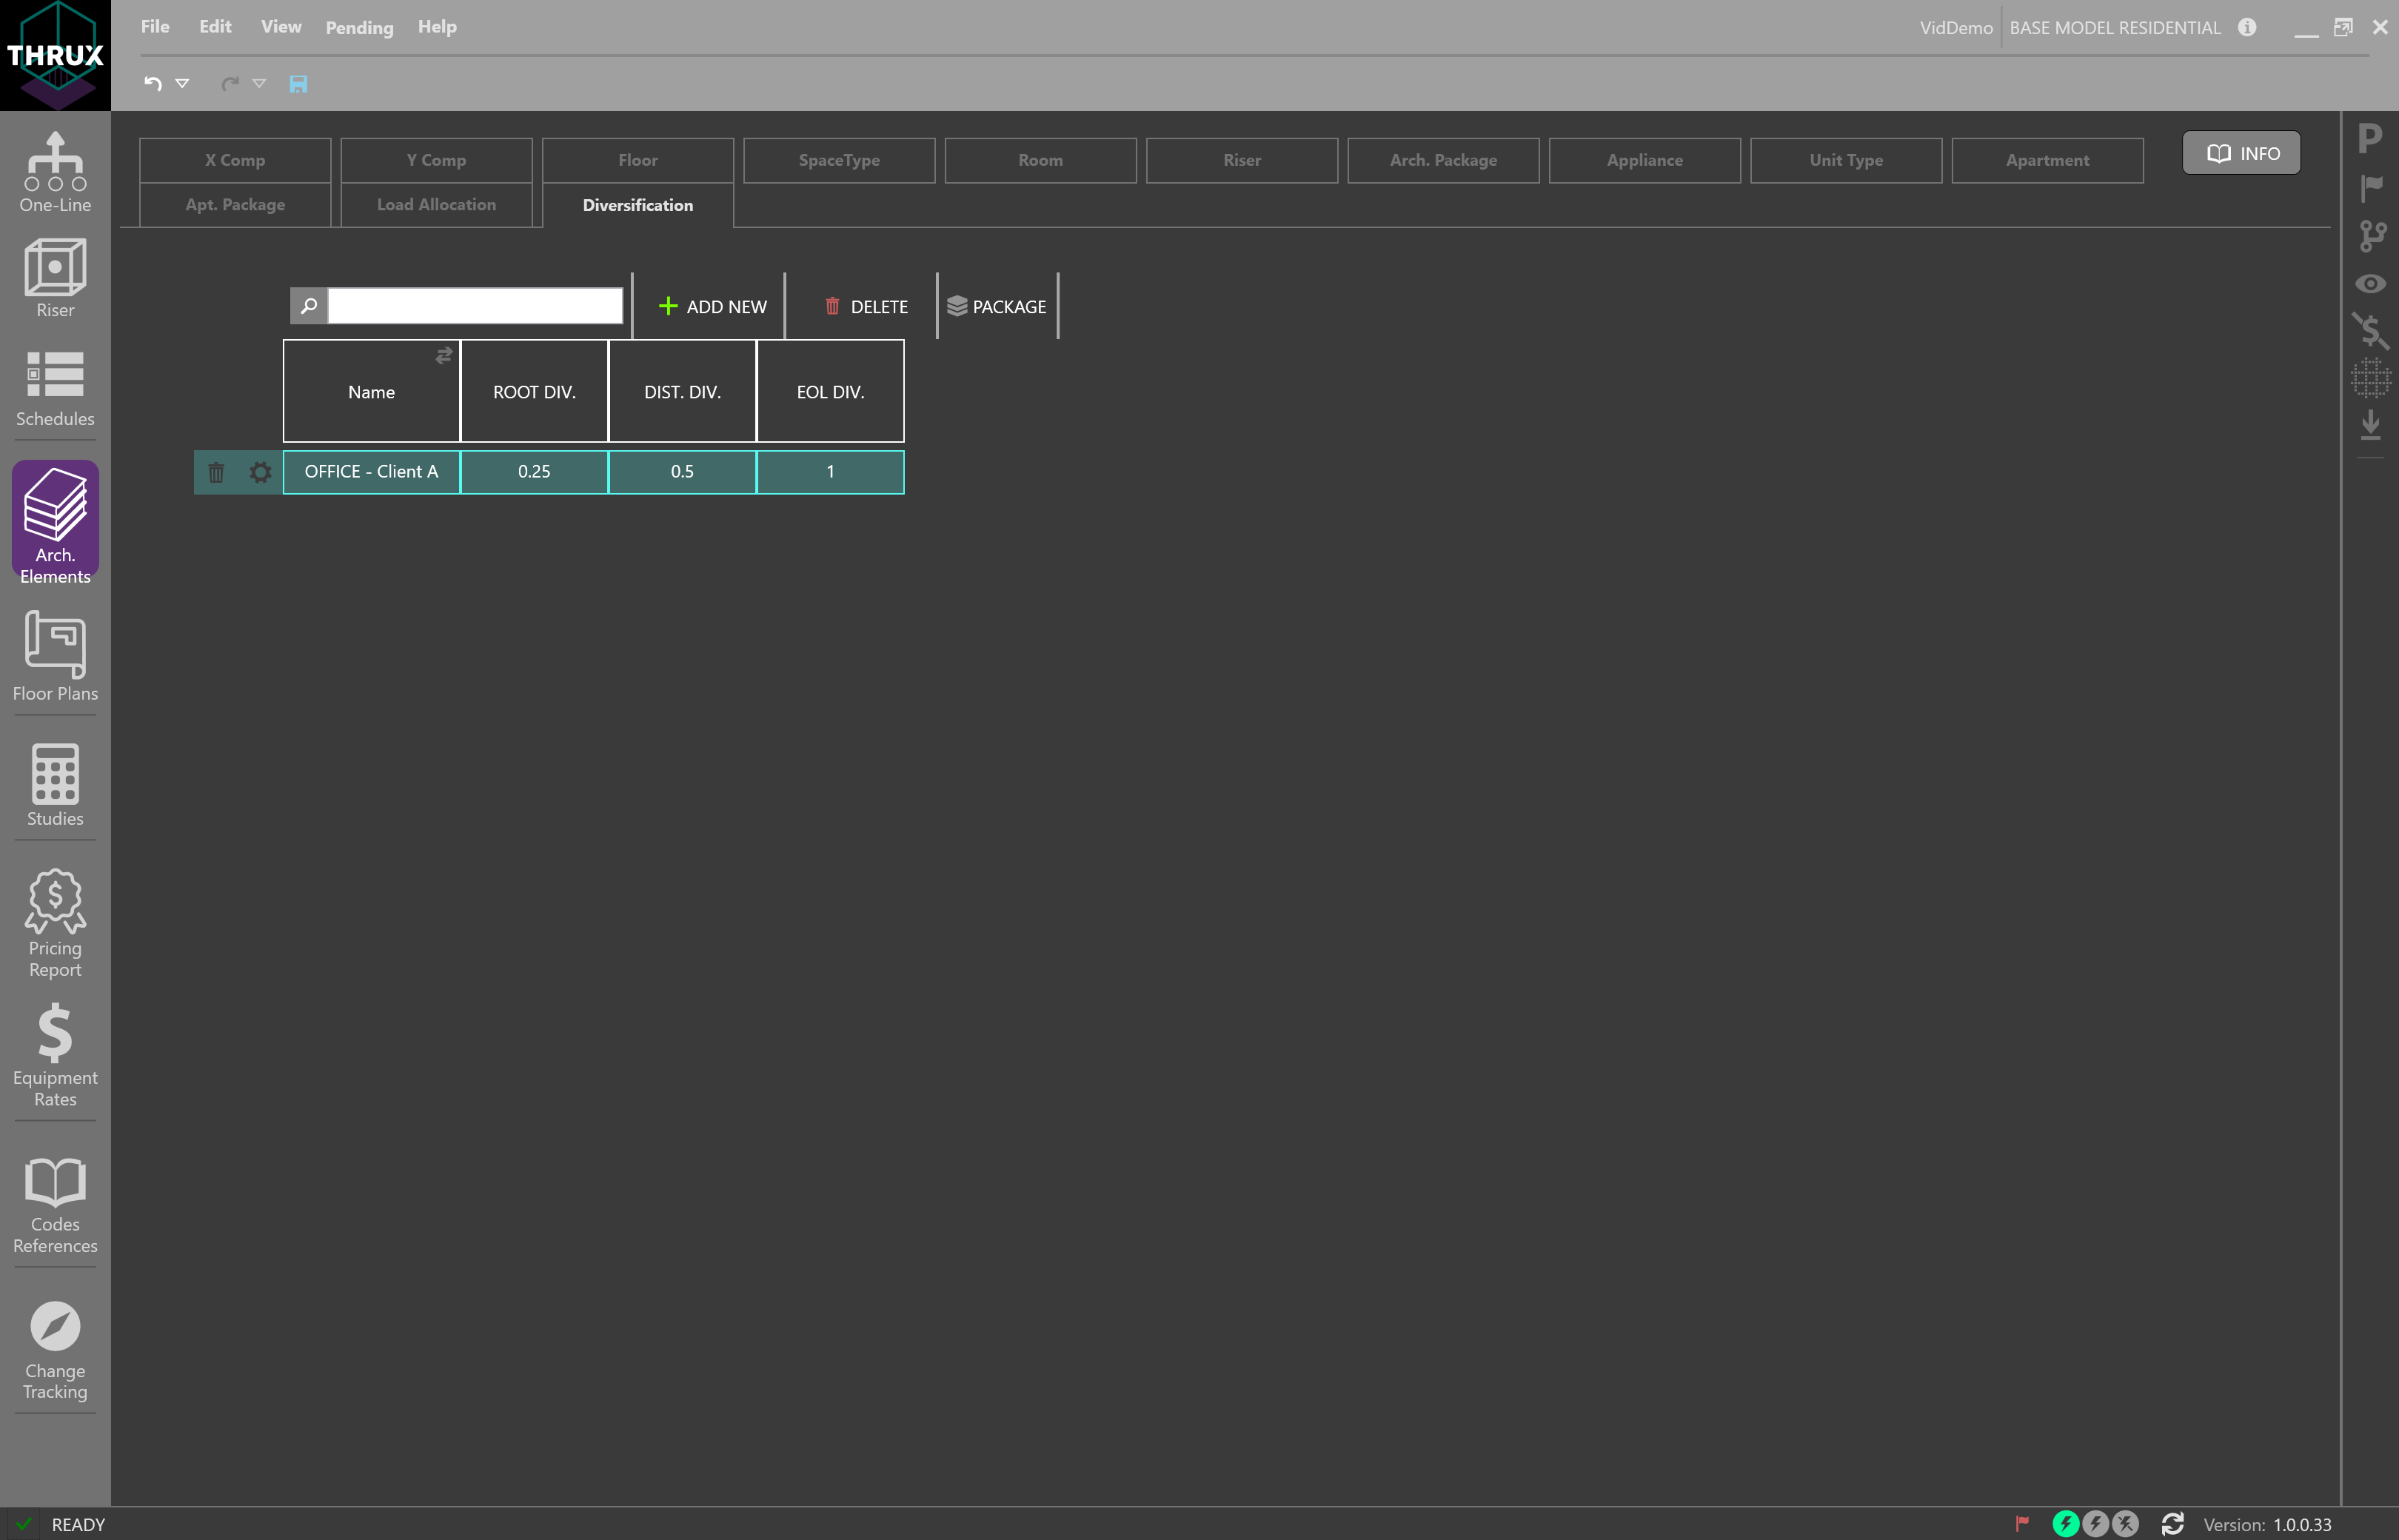 THRUX
File Edit View Pending Help
VidDemo BASE MODEL RESIDENTIAL
X Comp Y Comp Floor SpaceType Room Riser Arch. Package Appliance Unit Type Apartment
INFO
Apt. Package Load Allocation Diversification
ADD NEW DELETE PACKAGE
Name ROOT DIV. DIST. DIV. EOL DIV.
OFFICE - Client A 0.25 0.5 1
One-Line
Riser
Schedules
Arch.
Elements
Floor Plans
Studies
Pricing
Report
Equipment
Rates
Codes
References
Change
Tracking
P
READY
Version: 1.0.0.33